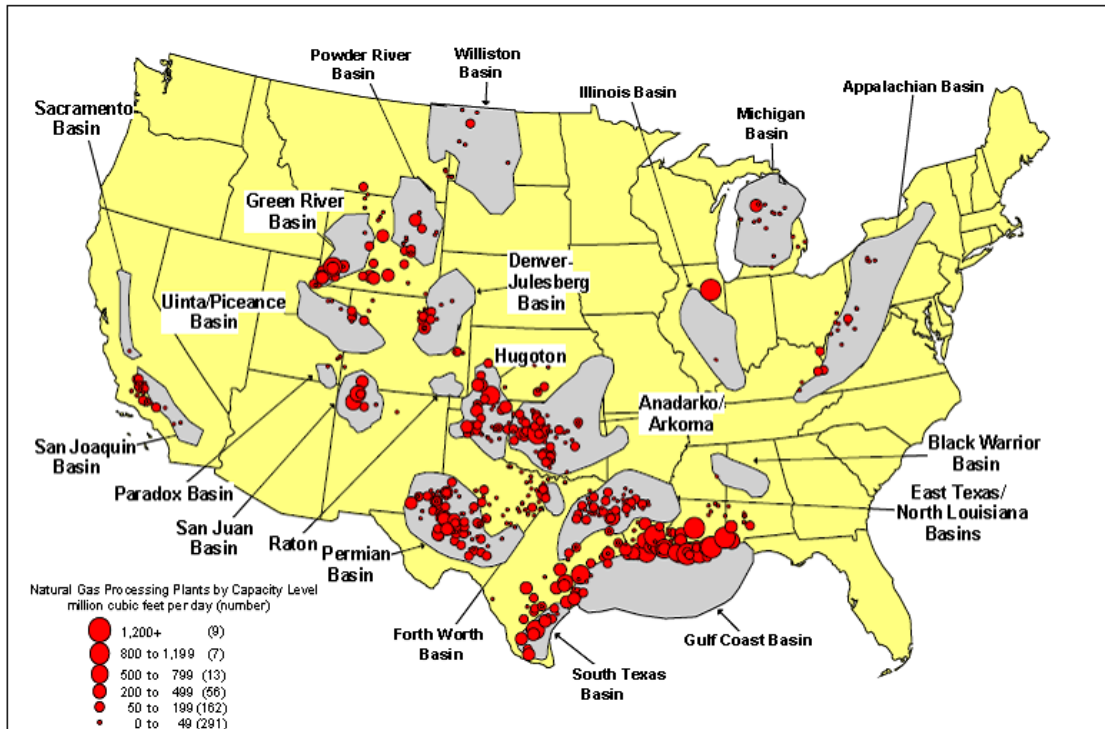 Powder River
Basin
Williston
Basin
Illinois Basin
Michigan
Basin
Appalachian Basin
Sacramento
Basin
Green River
Basin
Uinta/Piceance
Basin
Denver-
Julesberg
Basin
Hugoton
Anadarko/
Arkoma
San Joaquin
Basin
Paradox Basin
San Juan
Basin
Raton
Permian
Basin
Black Warrior
Basin
East Texas/
North Louisiana
Basins
Forth Worth
Basin
South Texas
Basin
Gulf Coast Basin
Natural Gas Processing Plants by Capacity Level
million cubic feet per day (number)
1,200+ (9)
800 to 1,199 (7)
500 to 799 (13)
200 to 499 (56)
50 to 199 (162)
0 to 49 (291)